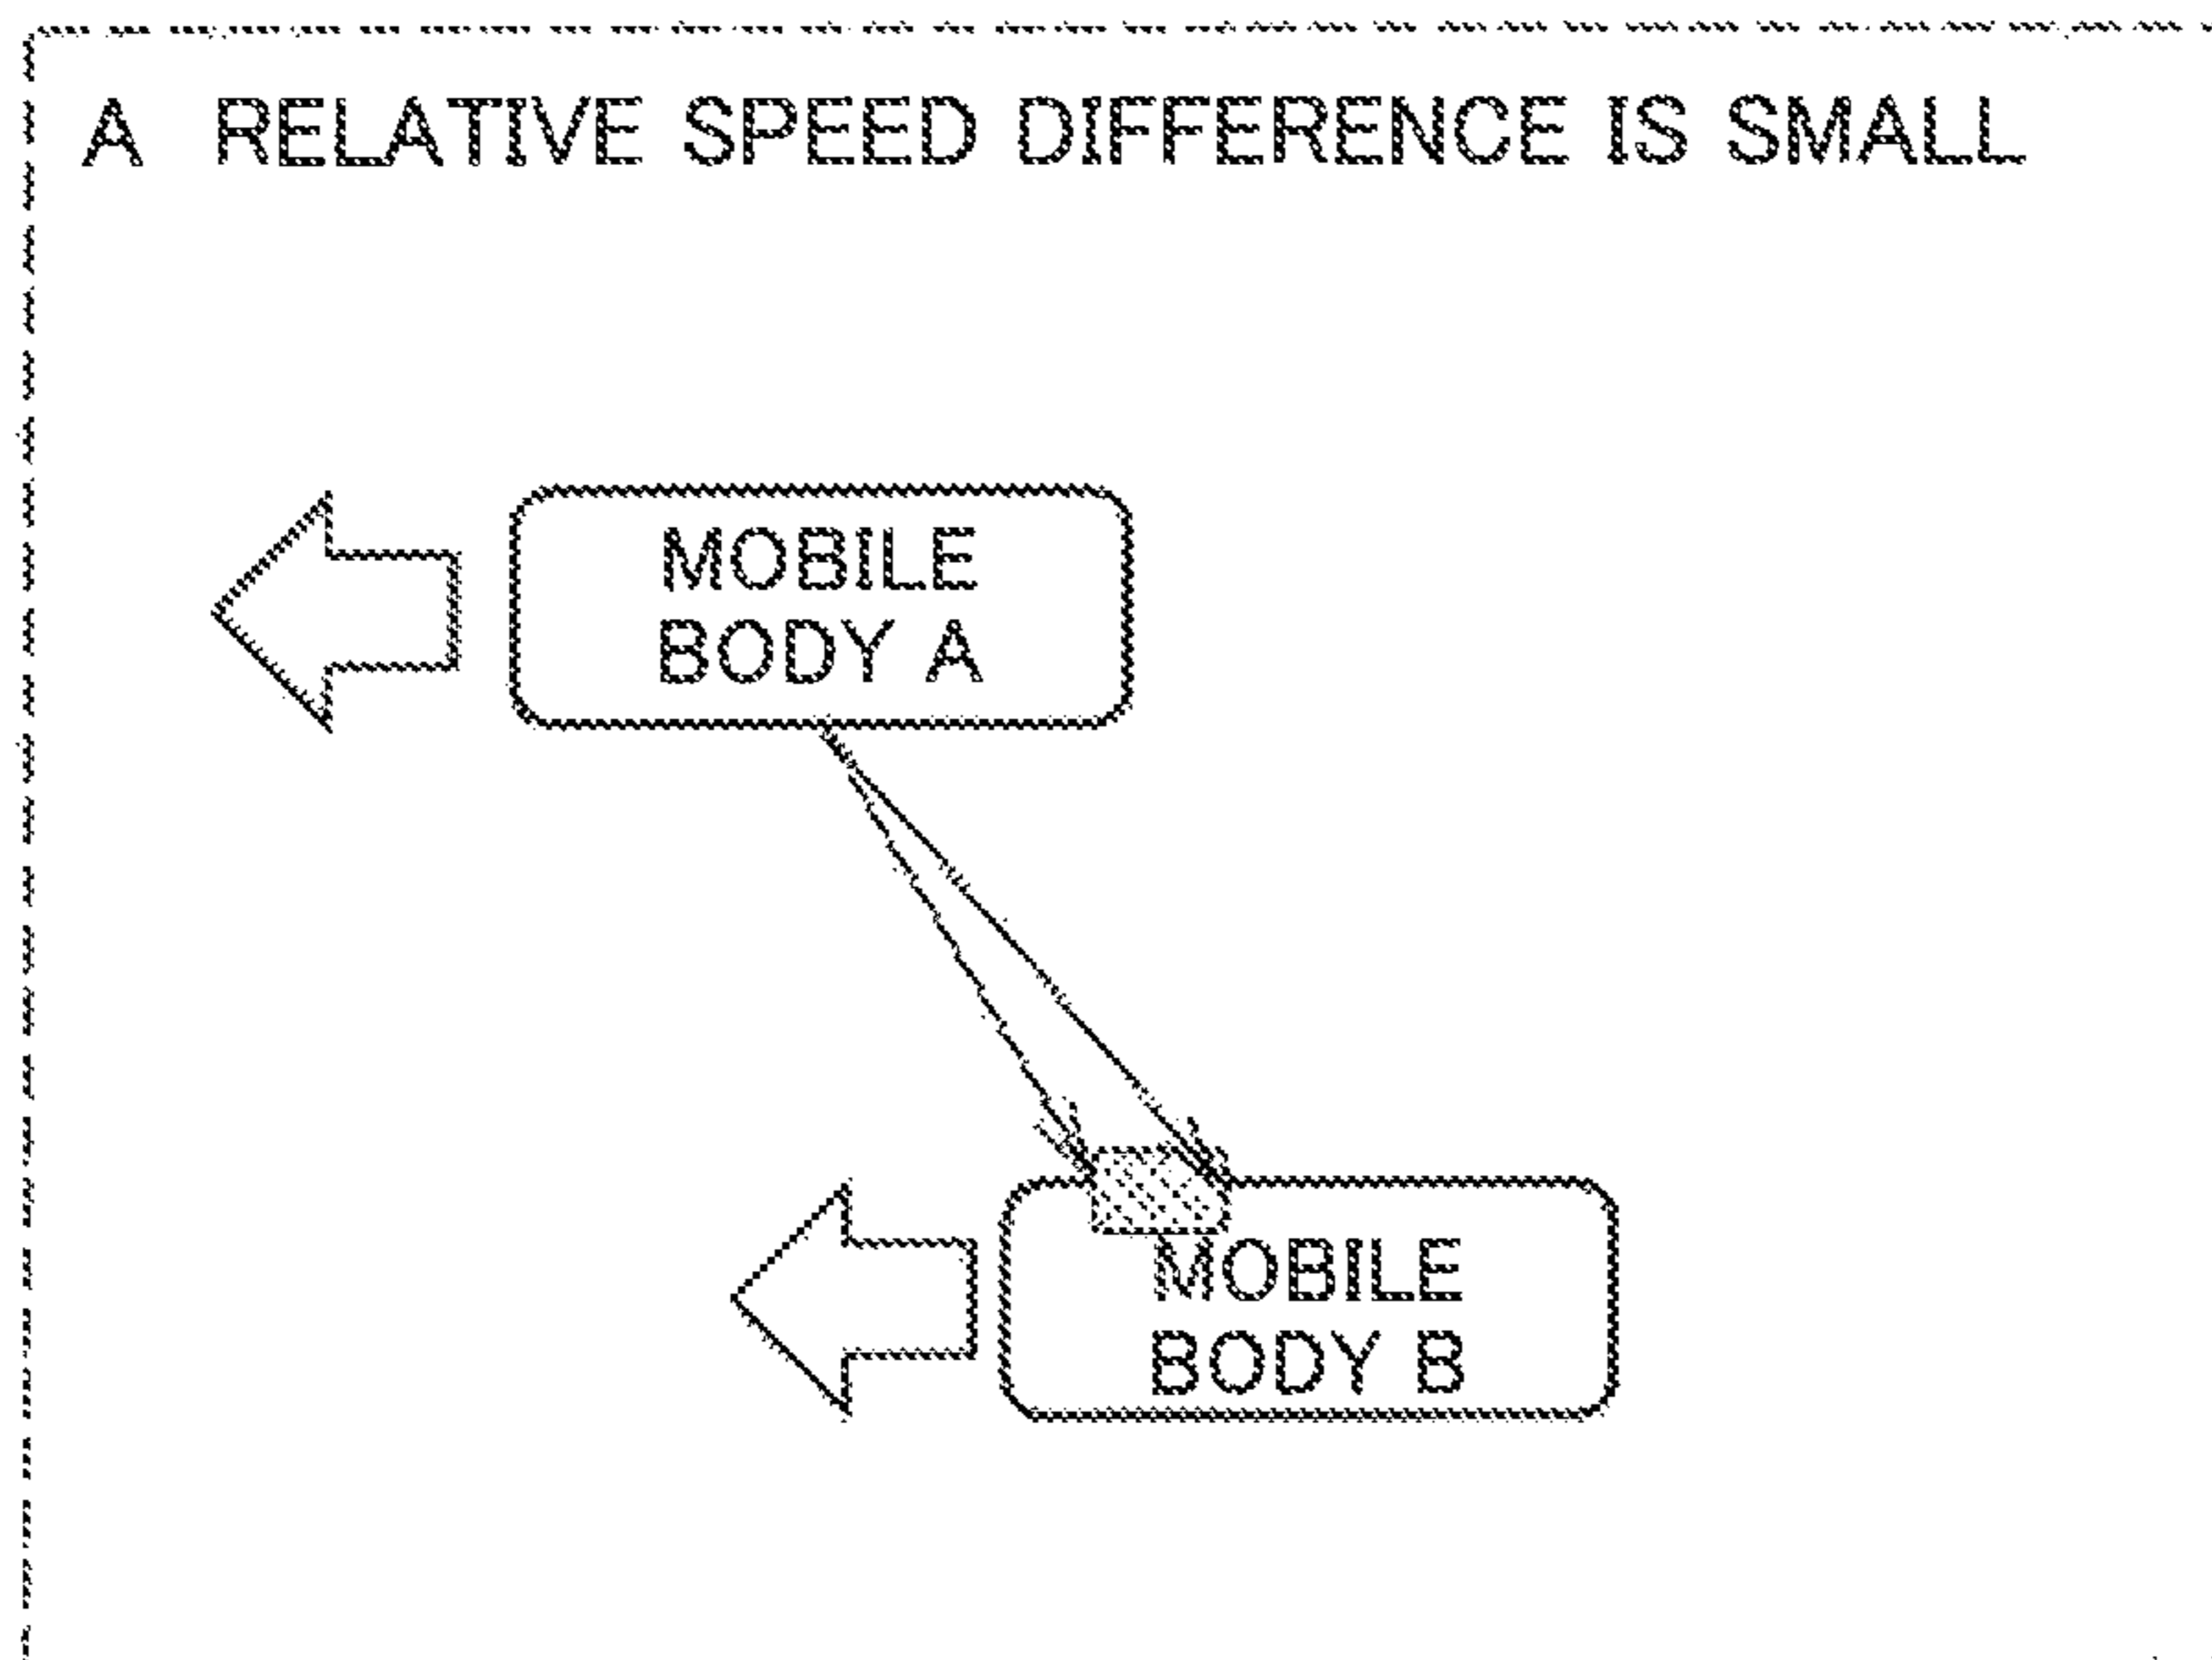 A RELATIVE SPEED DIFFERENCE IS SMALL
MOBILE
BODY A
MOBILE
BODY B